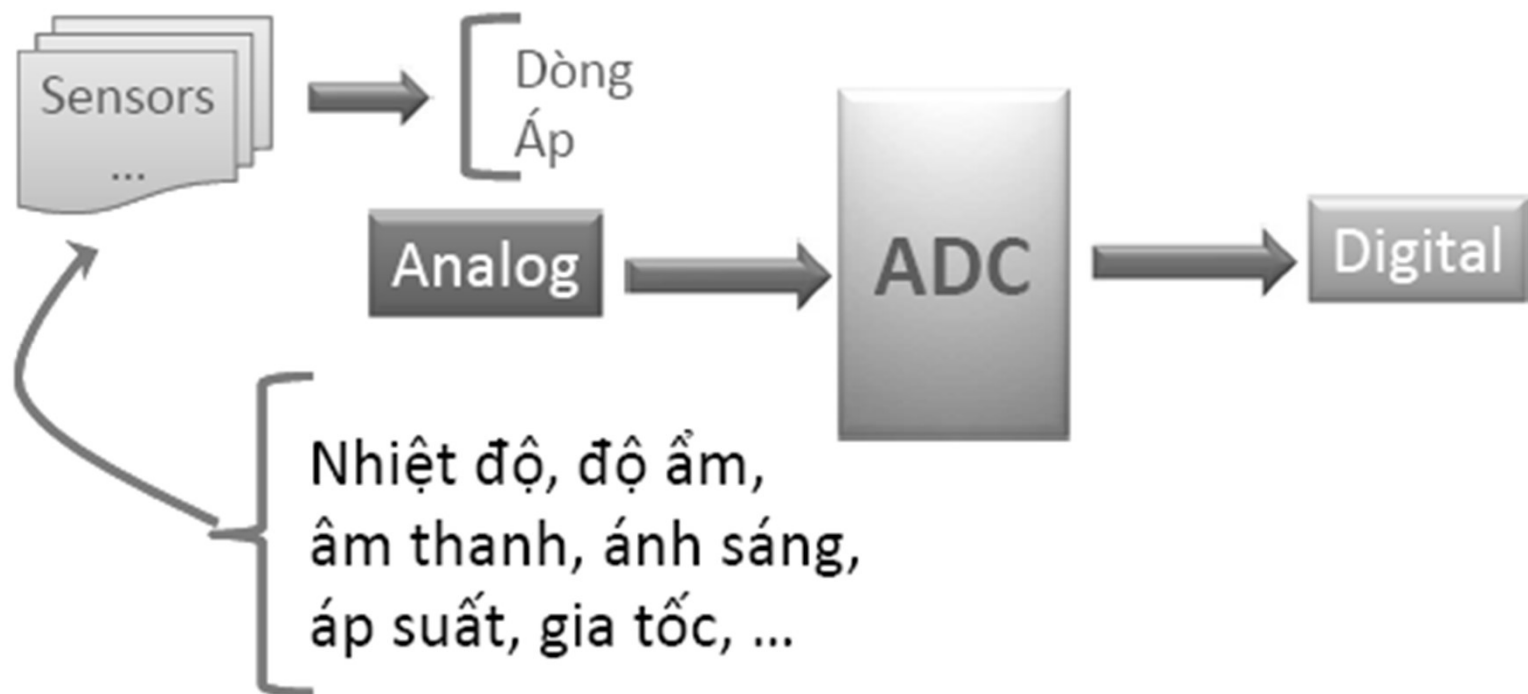 Sensors
...
Dòng
Áp
Analog
ADC
Digital
Nhiệt độ, độ ẩm,
âm thanh, ánh sáng,
áp suất, gia tốc, ...